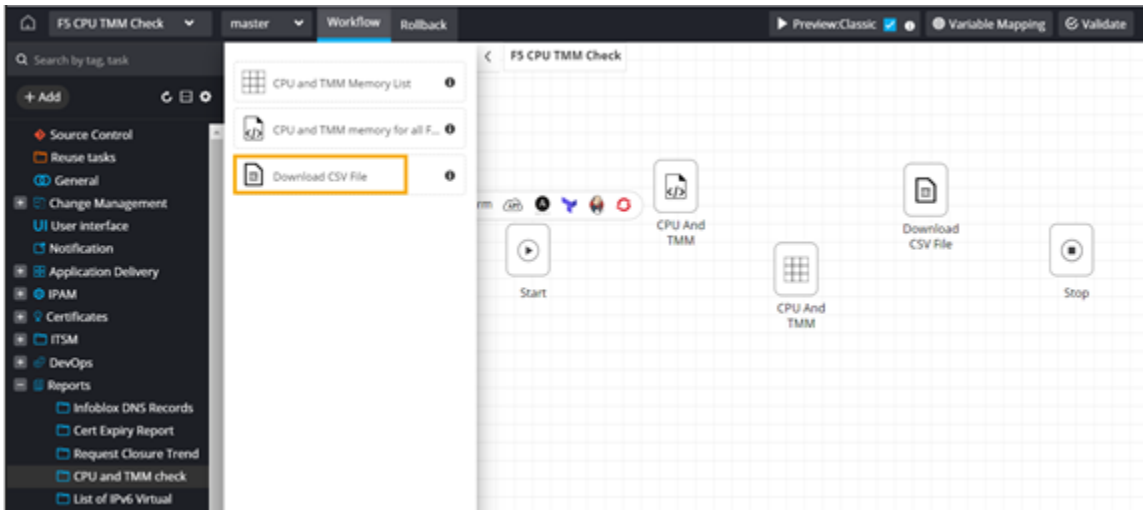 F5 CPU TMM Check
master
Workflow
Rollback
Preview:Classic
Variable Mapping
Validate
Search by tag, task
+ Add
Source Control
Reuse tasks
General
Change Management
User interface
Notification
Application Delivery
IPAM
Certificates
ITSM
DevOps
Reports
Infoblox DNS Records
Cert Expiry Report
Request Closure Trend
CPU and TMM check
List of IPv6 Virtual
CPU and TMM Memory List
CPU and TMM memory for all F...
Download CSV File
F5 CPU TMM Check
rm
API
Start
CPU And
TMM
CPU And
TMM
Download
CSV File
Stop